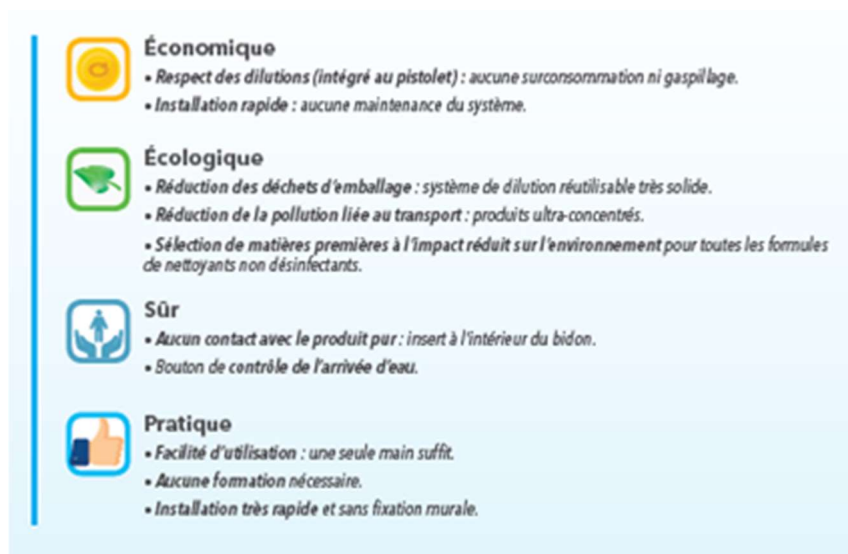 Économique
• Respect des dilutions (intégré au pistolet) : aucune surconsommation ni gaspillage.
• Installation rapide : aucune maintenance du système.
Écologique
• Réduction des déchets d'emballage : système de dilution réutilisable très solide.
• Réduction de la pollution liée au transport : produits ultra-concentrés.
• Sélection de matières premières à l'impact réduit sur l'environnement pour toutes les formules
de nettoyants non désinfectants.
Sûr
• Aucun contact avec le produit pur : insert à l'intérieur du bidon.
• Bouton de contrôle de l'arrivée d'eau.
Pratique
• Facilité d'utilisation : une seule main suffit.
• Aucune formation nécessaire.
• Installation très rapide et sans fixation murale.